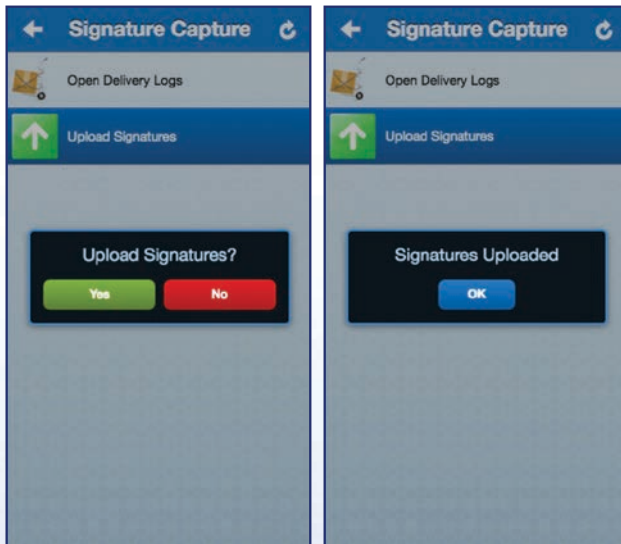 Signature Capture
Open Delivery Logs
Upload Signatures
Upload Signatures?
Yes No
Signature Capture
Open Delivery Logs
Upload Signatures
Signatures Uploaded
OK